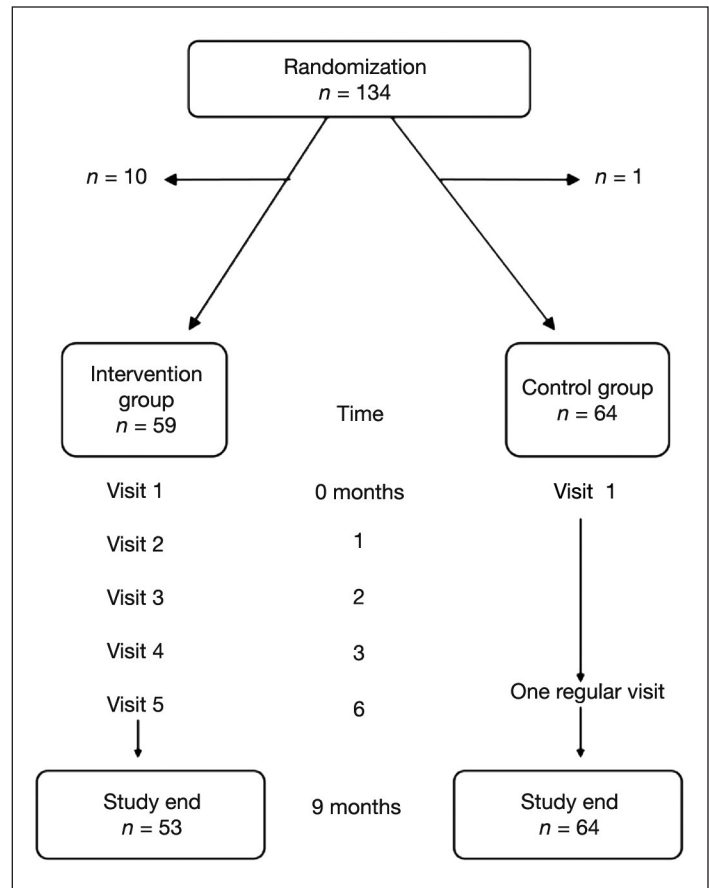 Randomization
n = 134
n = 10
n = 1
Intervention
group
n = 59
Time
Control group
n = 64
Visit 1
0 months
Visit 1
Visit 2
1
Visit 3
2
Visit 4
3
Visit 5
6
One regular visit
Study end
n = 53
9 months
Study end
n = 64